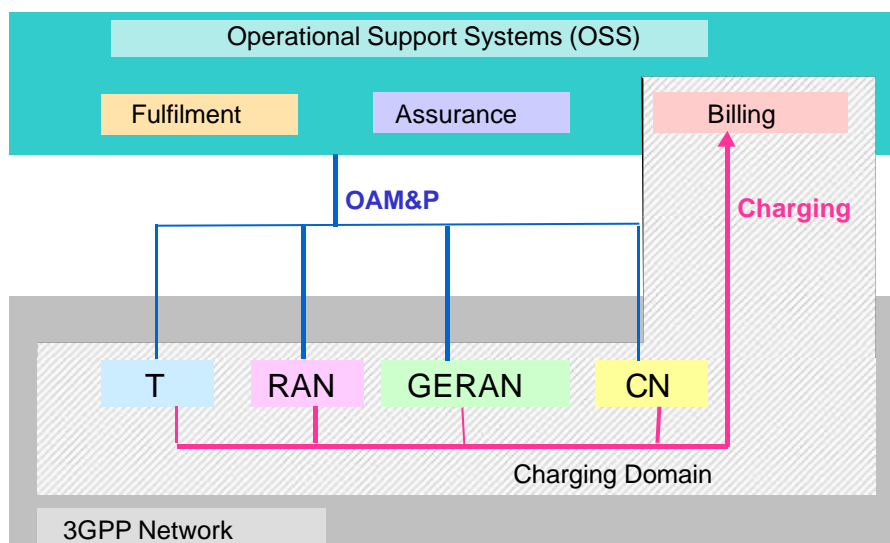 Operational Support Systems (OSS)
Fulfilment
Assurance
Billing
OAM&P
Charging
T
RAN
GERAN
CN
Charging Domain
3GPP Network